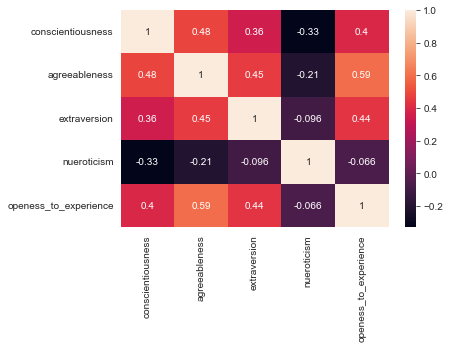 conscientiousness 1 0.48 0.36 -0.33 0.4
agreeableness 0.48 1 0.45 -0.21 0.59
extraversion 0.36 0.45 1 -0.096 0.44
nueroticism -0.33 -0.21 -0.096 1 -0.066
openess_to_experience 0.4 0.59 0.44 -0.066 1
conscientiousness
agreeableness
extraversion
nueroticism
openess_to_experience
1.0
0.8
0.6
0.4
0.2
0.0
−0.2